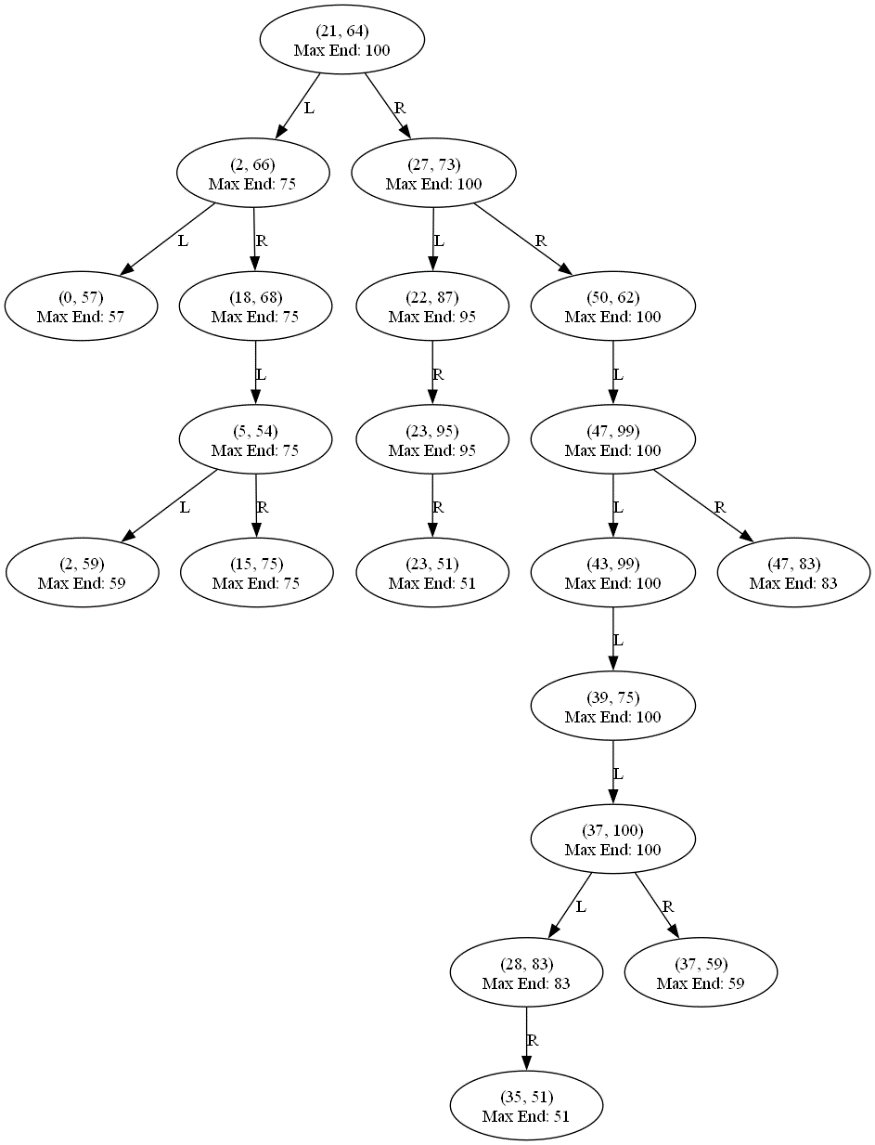 (21, 64)
Max End: 100
L
R
(2, 66)
Max End: 75
(27, 73)
Max End: 100
L
R
L
R
(0, 57)
Max End: 57
(18, 68)
Max End: 75
(22, 87)
Max End: 95
(50, 62)
Max End: 100
L
R
L
(5, 54)
Max End: 75
(23, 95)
Max End: 95
(47, 99)
Max End: 100
L
R
R
L
R
(2, 59)
Max End: 59
(15, 75)
Max End: 75
(23, 51)
Max End: 51
(43, 99)
Max End: 100
(47, 83)
Max End: 83
L
(39, 75)
Max End: 100
L
(37, 100)
Max End: 100
L
R
(28, 83)
Max End: 83
(37, 59)
Max End: 59
R
(35, 51)
Max End: 51